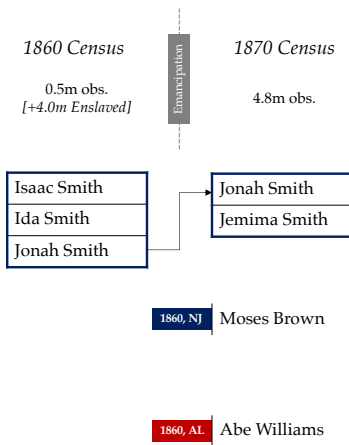 1860 Census
Emancipation
1870 Census
0.5m obs.
[+4.0m Enslaved]
4.8m obs.
Isaac Smith
Ida Smith
Jonah Smith
Jonah Smith
Jemima Smith
1860, NJ
Moses Brown
1860, AL
Abe Williams